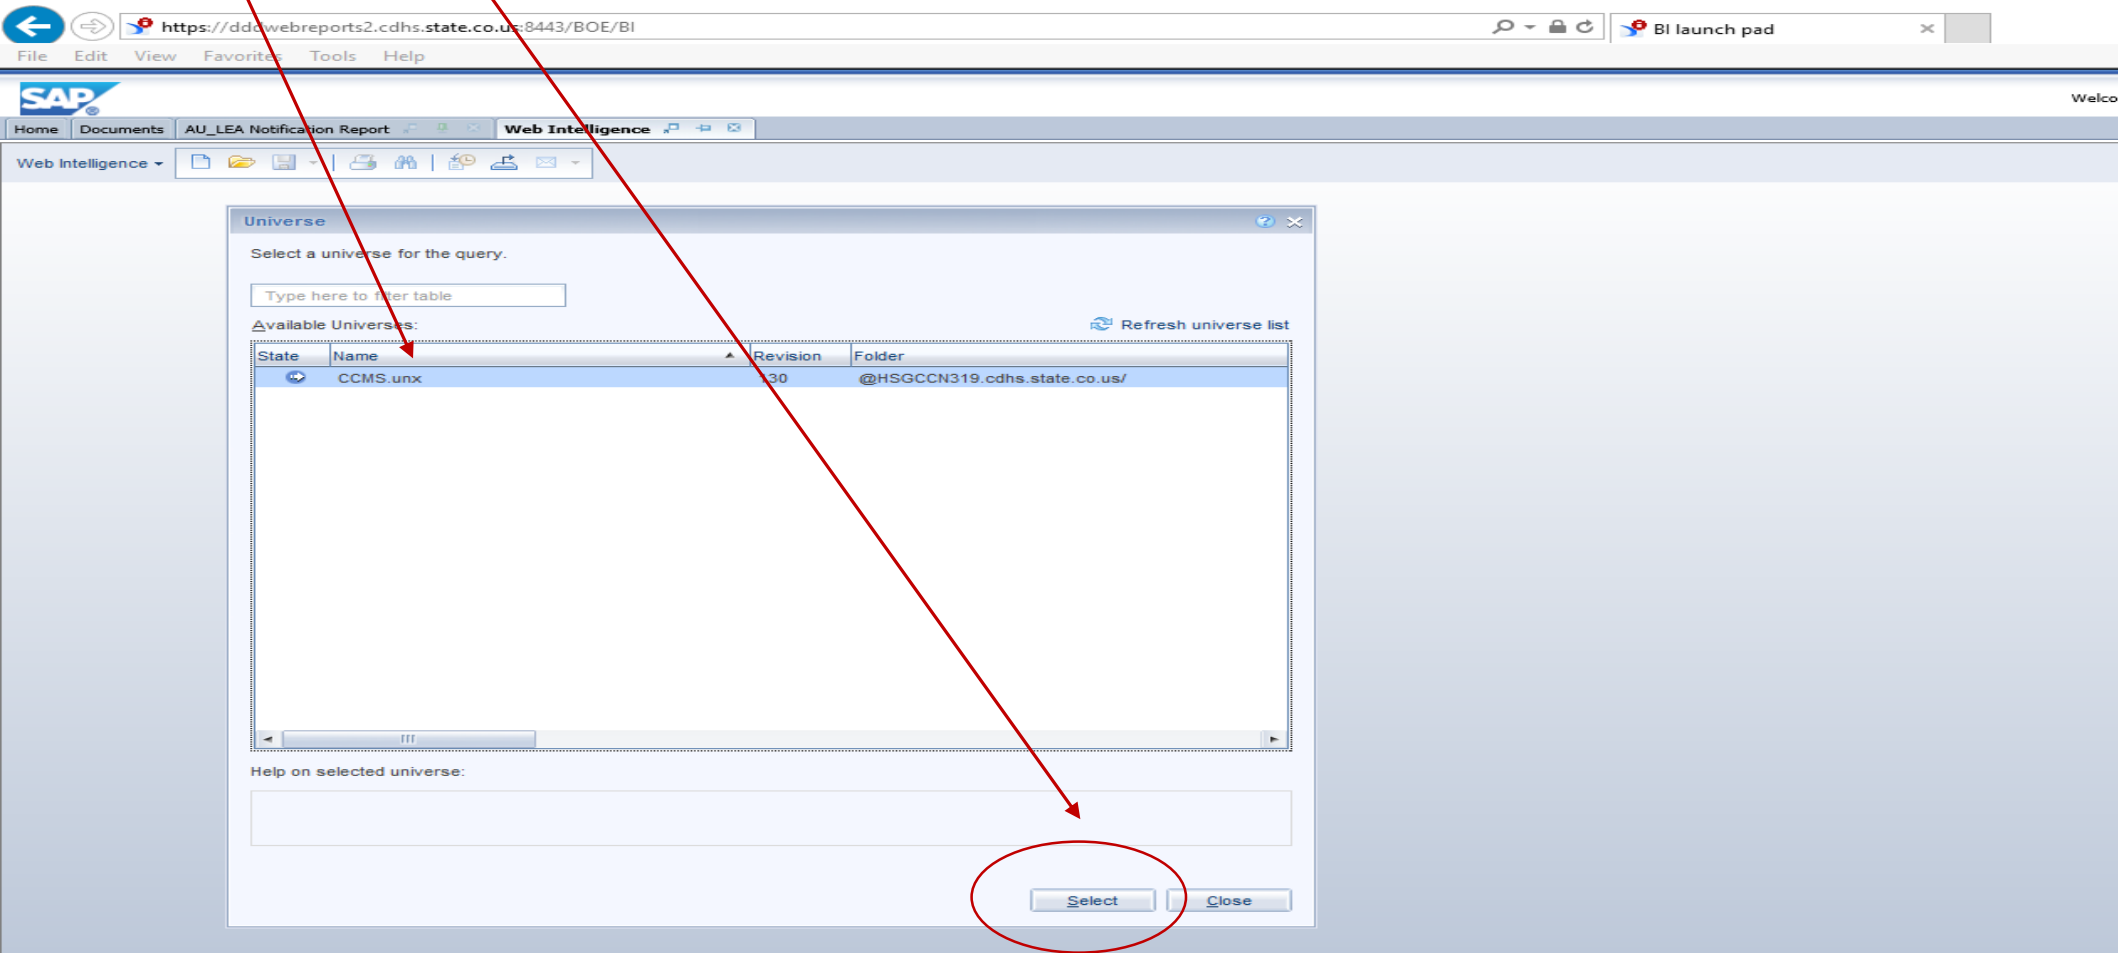 https://dddwebreports2.cdhs.state.co.us:8443/BOE/BI
BI launch pad
File Edit View Favorites Tools Help
SAP
Welco
Home Documents AU_LEA Notification Report Web Intelligence
Web Intelligence
Universe
Select a universe for the query.
Type here to filter table
Available Universes:
Refresh universe list
State Name Revision Folder
CCMS.unx 130 @HSGCCN319.cdhs.state.co.us/
Help on selected universe:
Select Close